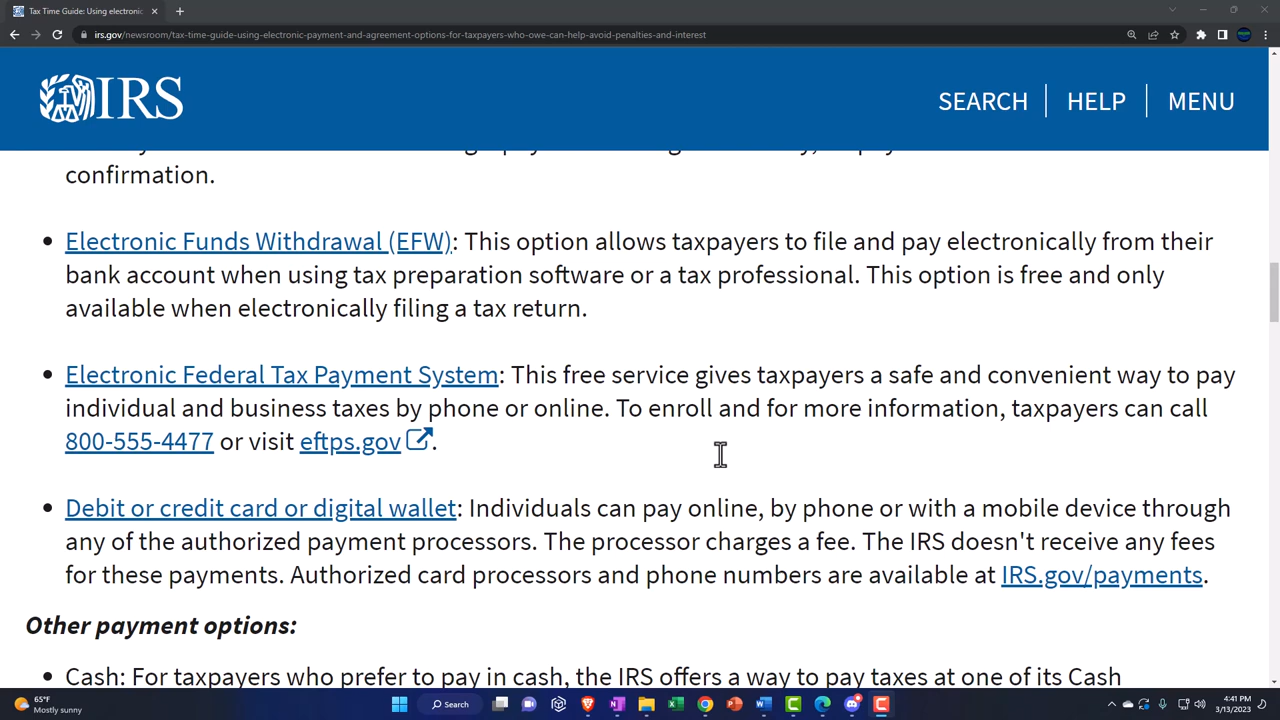 Tax Time Guide: Using electronic
irs.gov/newsroom/tax-time-guide-using-electronic-payment-and-agreement-options-for-taxpayers-who-owe-can-help-avoid-penalties-and-interest
IRS
SEARCH HELP MENU
confirmation.
Electronic Funds Withdrawal (EFW): This option allows taxpayers to file and pay electronically from their
bank account when using tax preparation software or a tax professional. This option is free and only
available when electronically filing a tax return.
Electronic Federal Tax Payment System: This free service gives taxpayers a safe and convenient way to pay
individual and business taxes by phone or online. To enroll and for more information, taxpayers can call
800-555-4477 or visit eftps.gov.
Debit or credit card or digital wallet: Individuals can pay online, by phone or with a mobile device through
any of the authorized payment processors. The processor charges a fee. The IRS doesn't receive any fees
for these payments. Authorized card processors and phone numbers are available at IRS.gov/payments.
Other payment options:
Cash: For taxpayers who prefer to pay in cash, the IRS offers a way to pay taxes at one of its Cash
65°F
Mostly sunny
Search
4:41 PM
3/13/2023